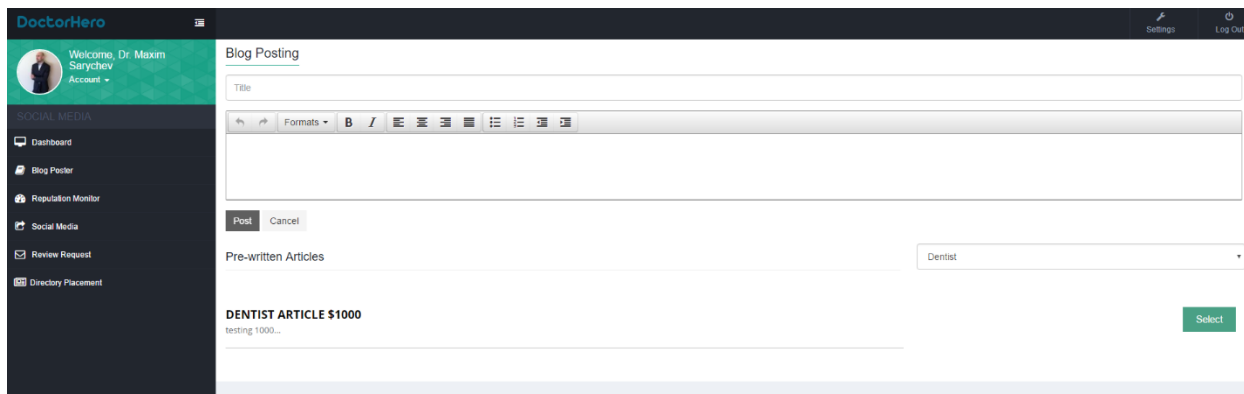 DoctorHero
Settings
Log Out
Welcome, Dr. Maxim
Sarychev
Account
SOCIAL MEDIA
Dashboard
Blog Poster
Reputation Monitor
Social Media
Review Request
Directory Placement
Blog Posting
Title
Formats B I
Post Cancel
Pre-written Articles
Dentist
DENTIST ARTICLE $1000
testing 1000...
Select